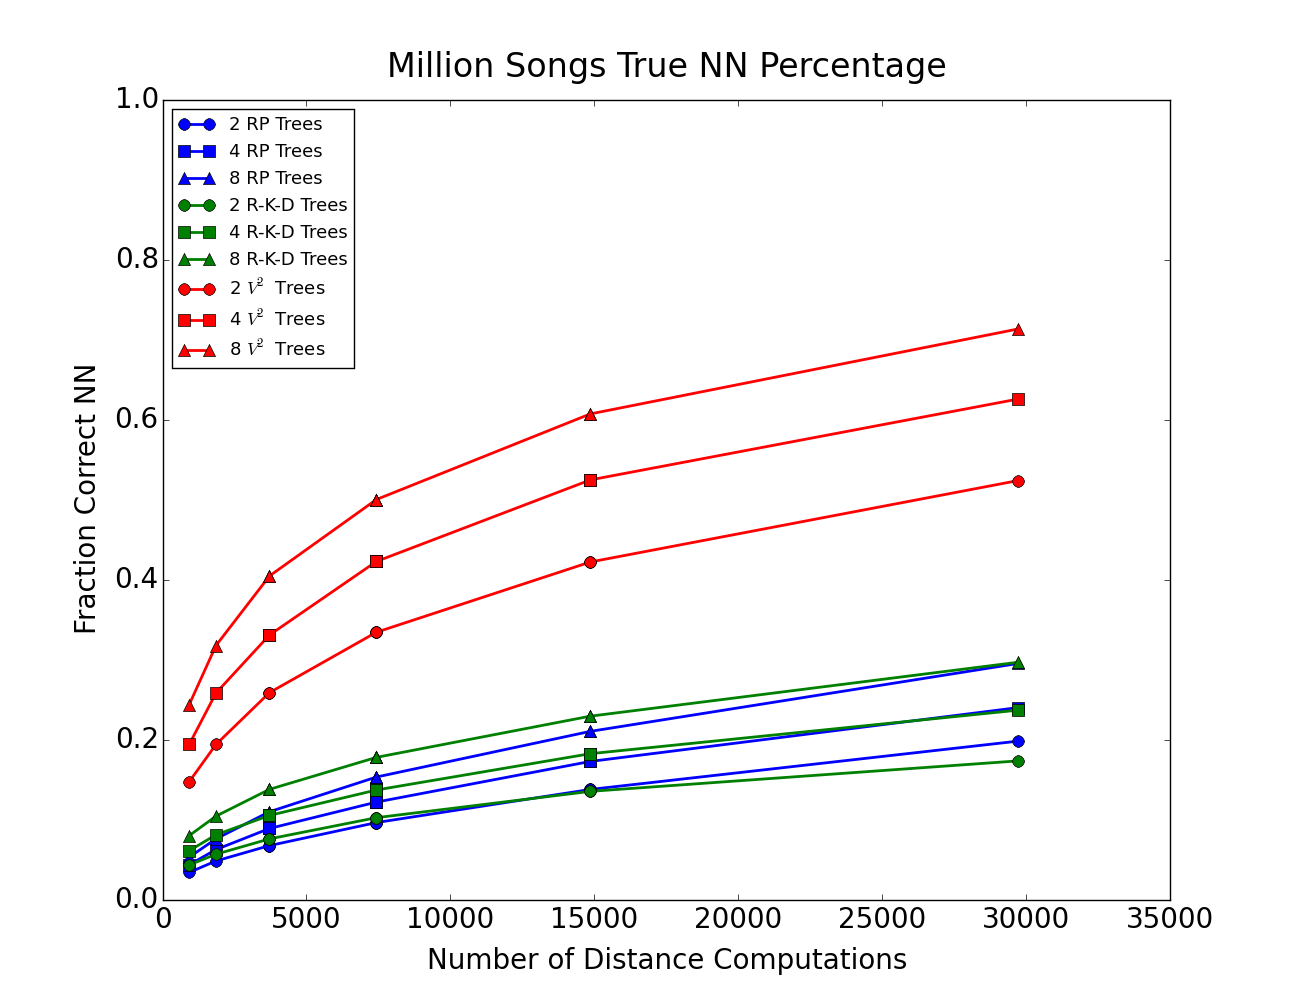 Million Songs True NN Percentage
1.0
0.8
0.6
0.4
0.2
0.0
Fraction Correct NN
2 RP Trees
4 RP Trees
8 RP Trees
2 R-K-D Trees
4 R-K-D Trees
8 R-K-D Trees
2 V² Trees
4 V² Trees
8 V² Trees
0 5000 10000 15000 20000 25000 30000 35000
Number of Distance Computations